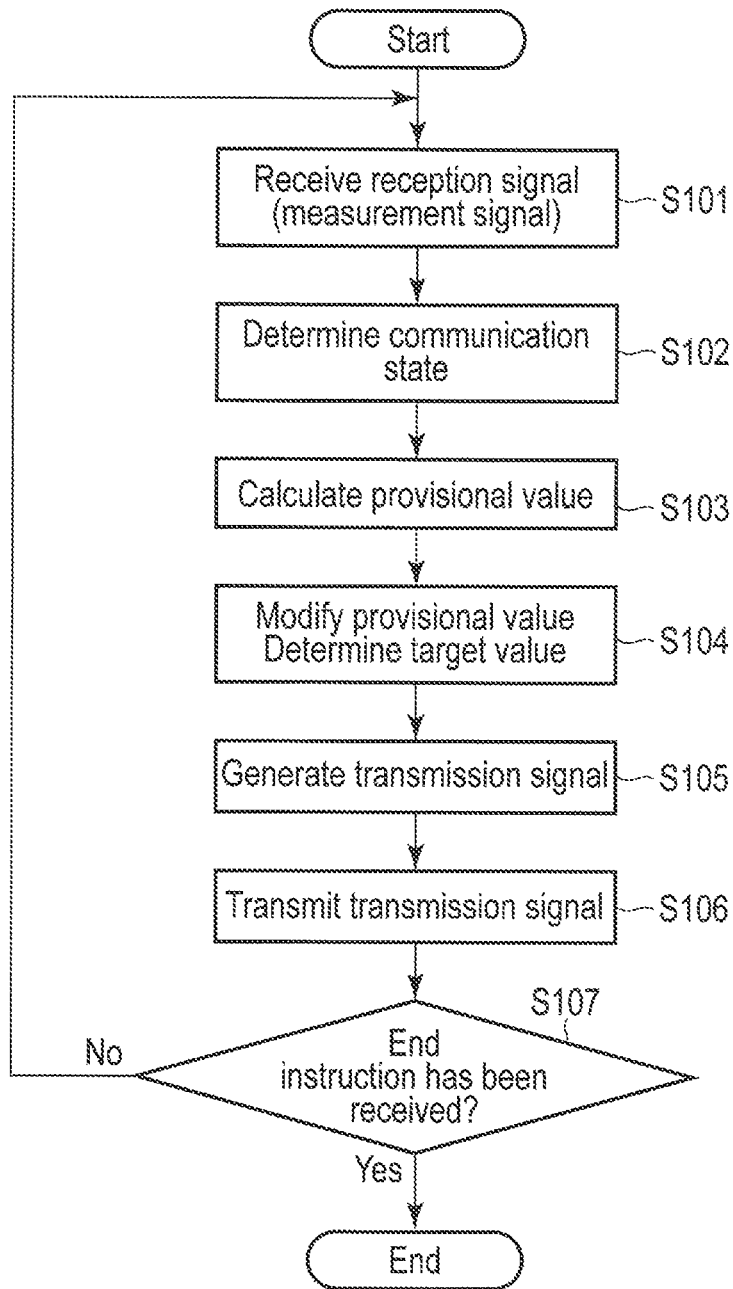 Start
Receive reception signal
(measurement signal)
S101
Determine communication
state
S102
Calculate provisional value
S103
Modify provisional value
Determine target value
S104
Generate transmission signal
S105
Transmit transmission signal
S106
S107
No
End
instruction has been
received?
Yes
End